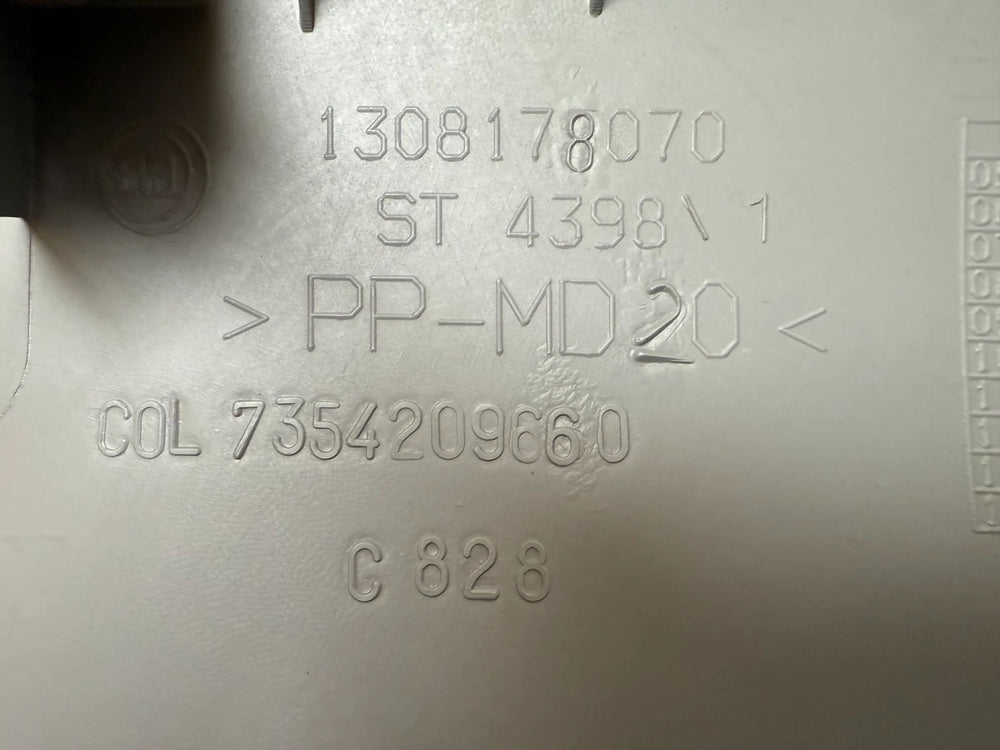 1308178070
ST 4398\ 1
>PP-MD20<
COL 7354209660
C 828